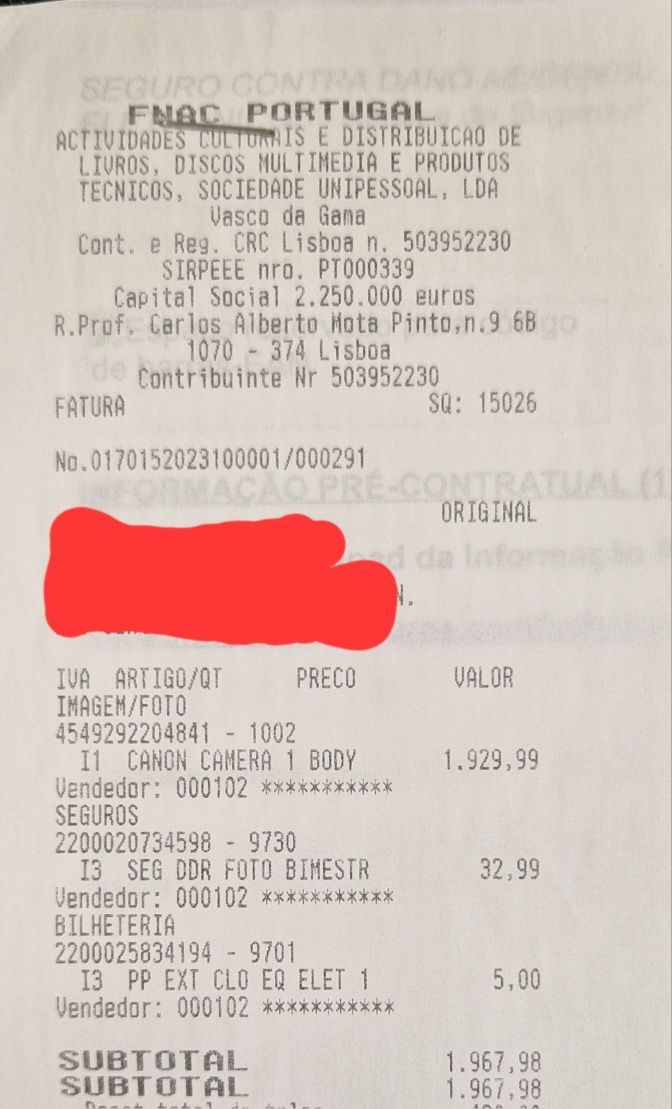 FNAC PORTUGAL
ACTIVIDADES CULTURAIS E DISTRIBUICAO DE
LIVROS, DISCOS MULTIMEDIA E PRODUTOS
TECNICOS, SOCIEDADE UNIPESSOAL, LDA
Vasco da Gama
Cont. e Reg. CRC Lisboa n. 503952230
SIRPEEE nro. PT000339
Capital Social 2.250.000 euros
R.Prof. Carlos Alberto Mota Pinto,n.9 6B
1070 - 374 Lisboa
Contribuinte Nr 503952230
FATURA SQ: 15026
No.0170152023100001/000291
ORIGINAL
N.
IVA ARTIGO/QT PRECO VALOR
IMAGEM/FOTO
4549292204841 - 1002
I1 CANON CAMERA 1 BODY 1.929,99
Vendedor: 000102 ***********
SEGUROS
2200020734598 - 9730
I3 SEG DDR FOTO BIMESTR 32,99
Vendedor: 000102 ***********
BILHETERIA
2200025834194 - 9701
I3 PP EXT CLO EQ ELET 1 5,00
Vendedor: 000102 ***********
SUBTOTAL 1.967,98
SUBTOTAL 1.967,98